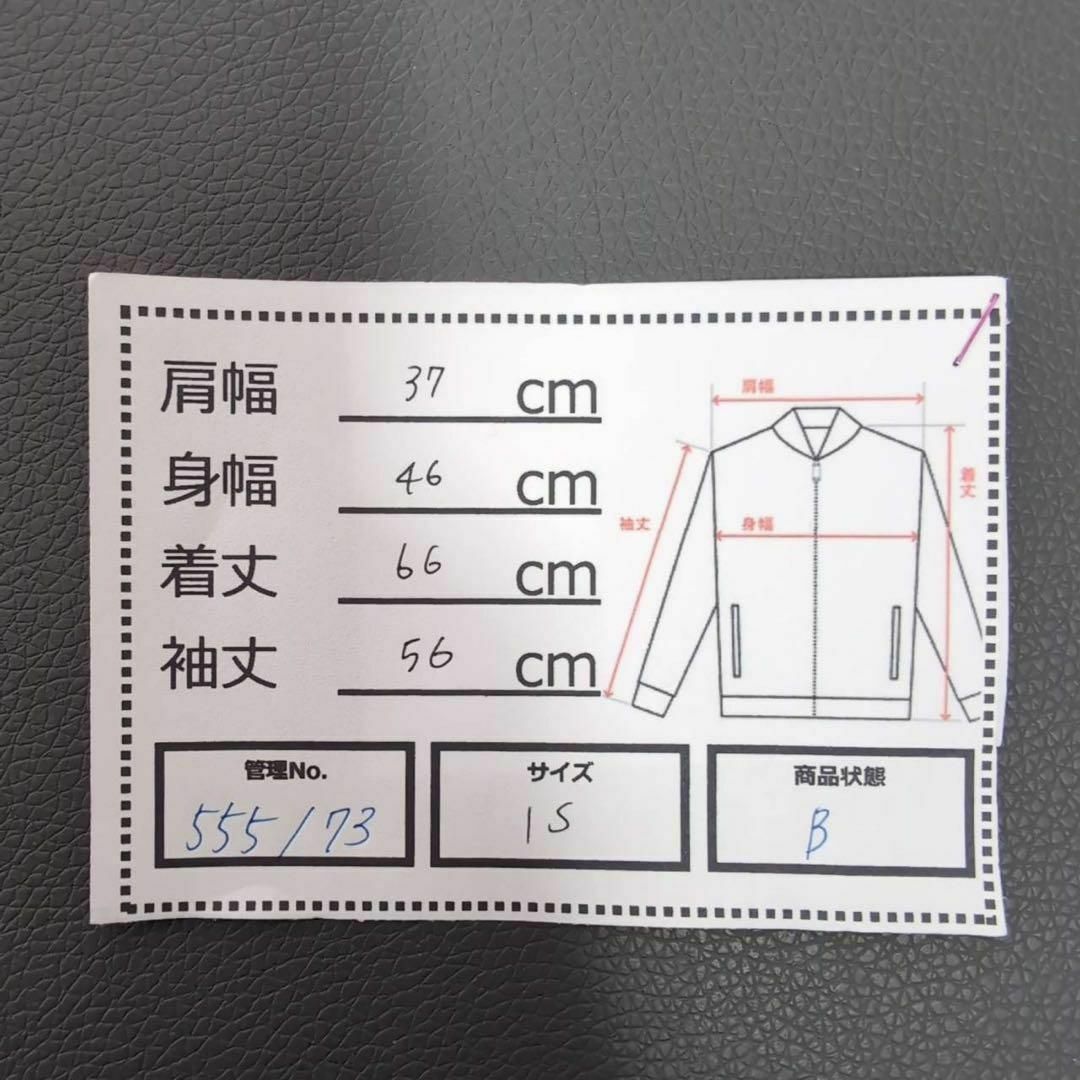 肩幅 37 cm
身幅 46 cm
着丈 66 cm
袖丈 56 cm
肩幅
着丈
袖丈
身幅
管理No.
555/73
サイズ
1S
商品状態
B